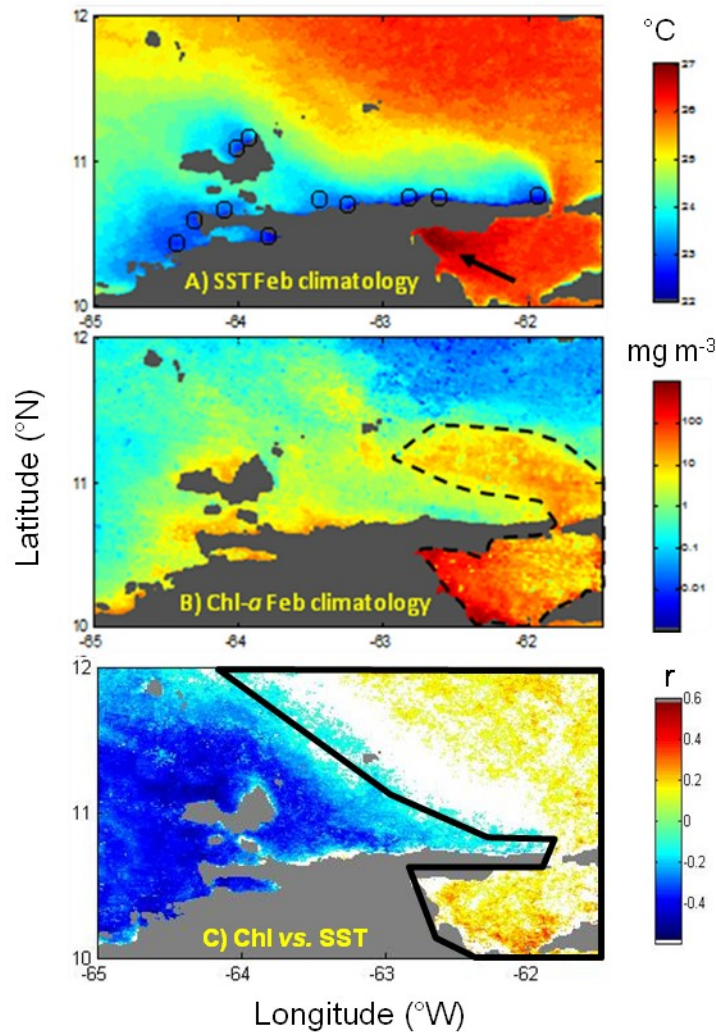 °C
12
11
10
27
26
25
24
23
22
A) SST Feb climatology
-65 -64 -63 -62
mg m-3
12
11
10
100
10
1
0.1
0.01
B) Chl-a Feb climatology
-65 -64 -63 -62
Latitude (°N)
r
12
11
10
0.6
0.4
0.2
0
-0.2
-0.4
C) Chl vs. SST
-65 -64 -63 -62
Longitude (°W)